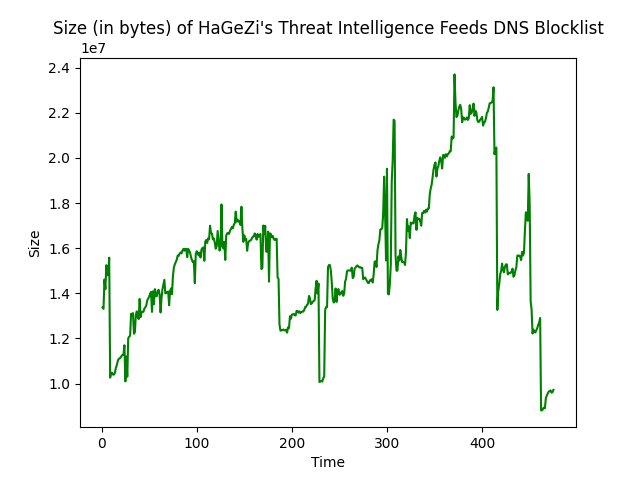 Size (in bytes) of HaGeZi's Threat Intelligence Feeds DNS Blocklist
1e7
2.4
2.2
2.0
1.8
1.6
1.4
1.2
1.0
Size
0 100 200 300 400
Time